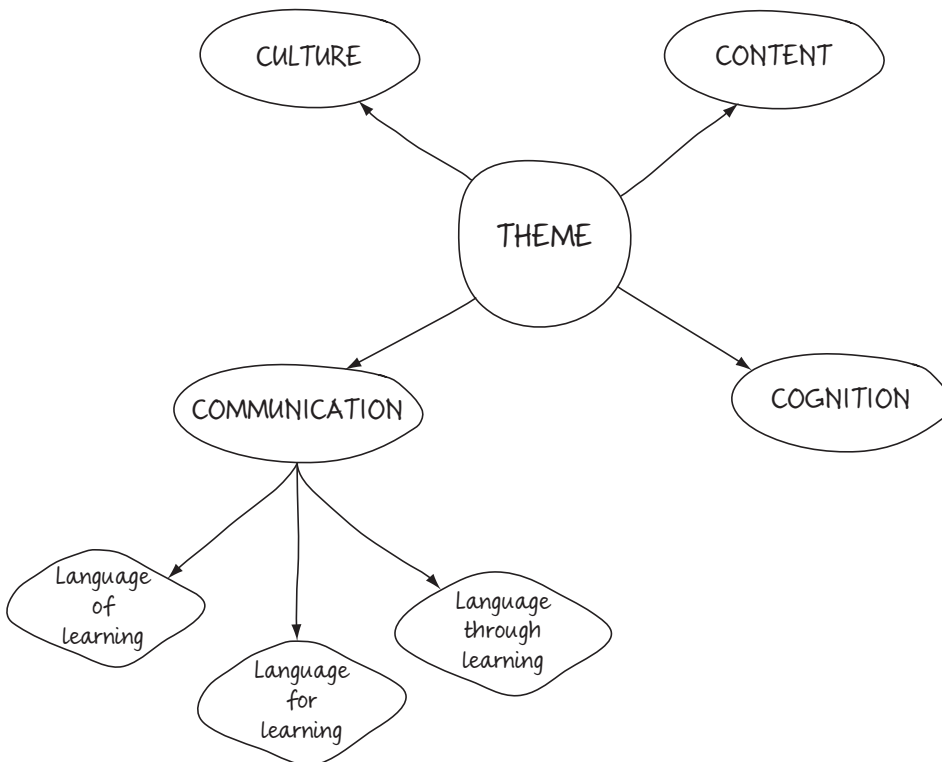 CULTURE
CONTENT
THEME
COMMUNICATION
COGNITION
Language
of
learning
Language
for
learning
Language
through
learning